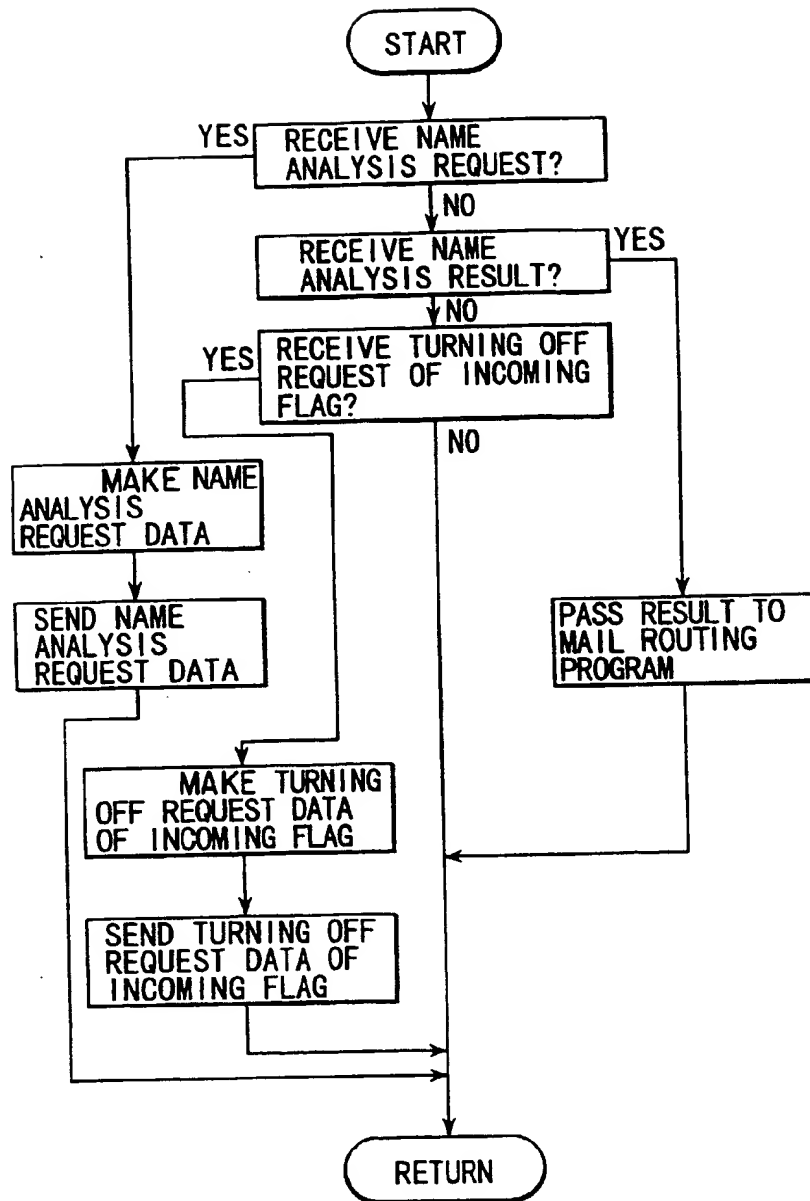 START
YES
RECEIVE NAME
ANALYSIS REQUEST?
NO
RECEIVE NAME
ANALYSIS RESULT?
YES
NO
YES
RECEIVE TURNING OFF
REQUEST OF INCOMING
FLAG?
NO
MAKE NAME
ANALYSIS
REQUEST DATA
SEND NAME
ANALYSIS
REQUEST DATA
PASS RESULT TO
MAIL ROUTING
PROGRAM
MAKE TURNING
OFF REQUEST DATA
OF INCOMING FLAG
SEND TURNING OFF
REQUEST DATA OF
INCOMING FLAG
RETURN